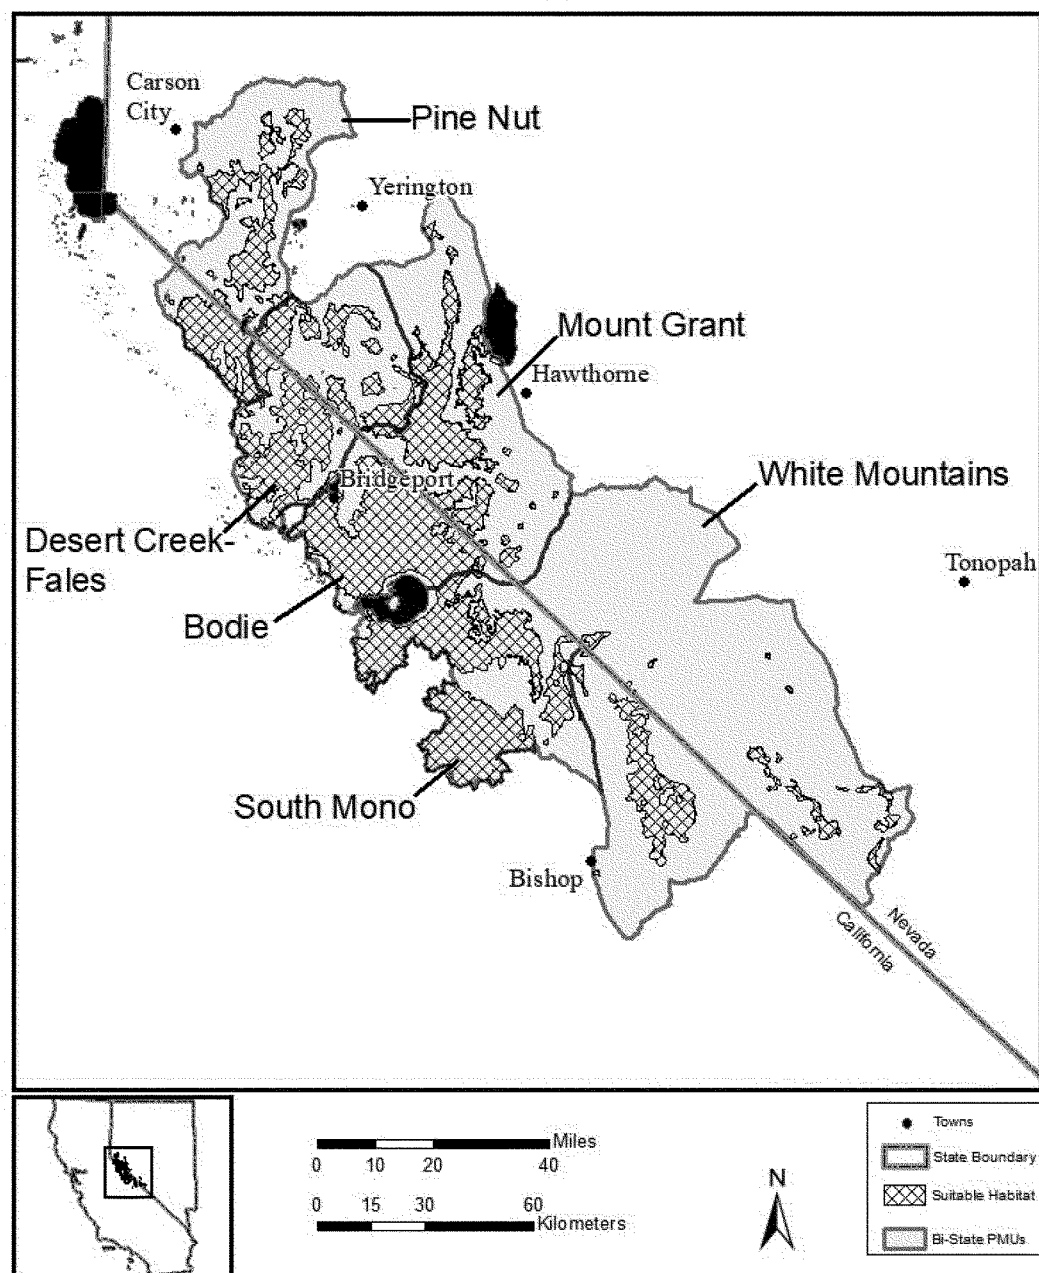 Carson
City
Pine Nut
Yerington
Mount Grant
Hawthorne
White Mountains
Bridgeport
Desert Creek-
Fales
Tonopah
Bodie
South Mono
Bishop
Nevada
California
Miles
0 10 20 40
0 15 30 60
Kilometers
N
Towns
State Boundary
Suitable Habitat
Bi-State PMUs